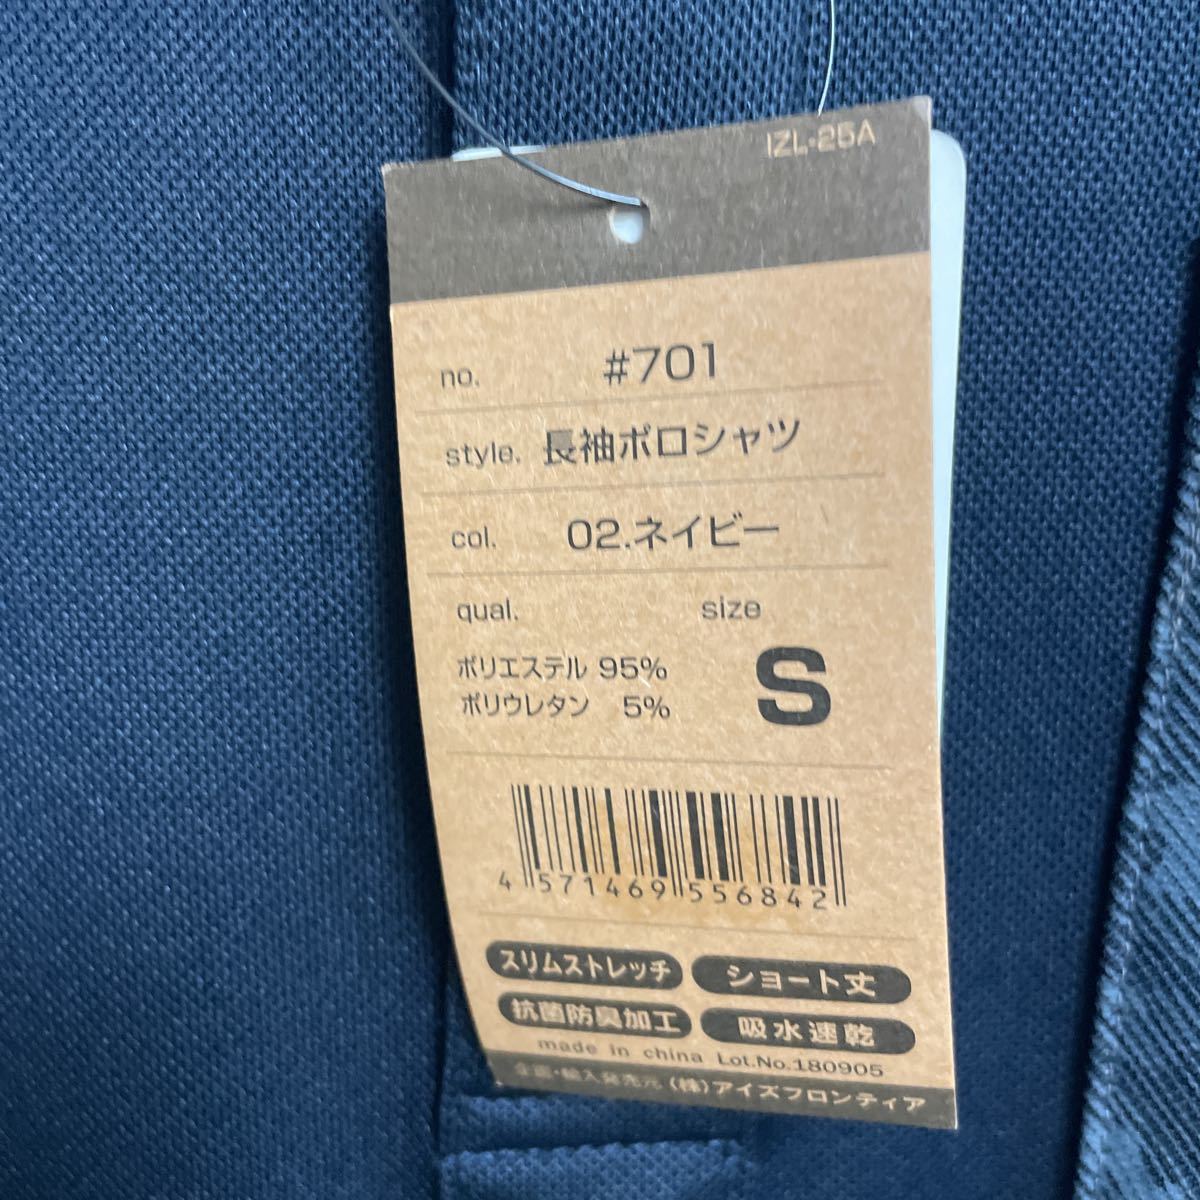 IZL-25A
no. #701
style. 長袖ポロシャツ
col. 02.ネイビー
qual. size
ポリエステル 95%
ポリウレタン 5%
S
4 571469 556842
スリムストレッチ ショート丈
抗菌防臭加工 吸水速乾
made in china Lot.No.180905
企画・輸入発売元 (株)アイズフロンティア